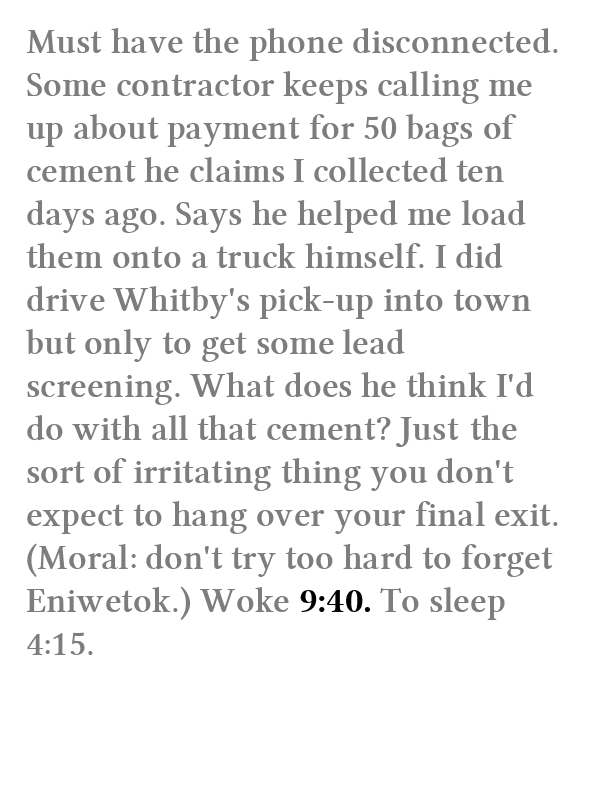 Must have the phone disconnected.
Some contractor keeps calling me
up about payment for 50 bags of
cement he claims I collected ten
days ago. Says he helped me load
them onto a truck himself. I did
drive Whitby's pick-up into town
but only to get some lead
screening. What does he think I'd
do with all that cement? Just the
sort of irritating thing you don't
expect to hang over your final exit.
(Moral: don't try too hard to forget
Eniwetok.) Woke 9:40. To sleep
4:15.